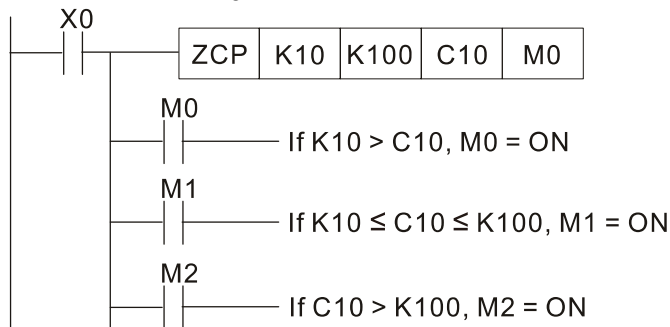 X0
ZCP K10 K100 C10 M0
M0
If K10 > C10, M0 = ON
M1
If K10 ≤ C10 ≤ K100, M1 = ON
M2
If C10 > K100, M2 = ON